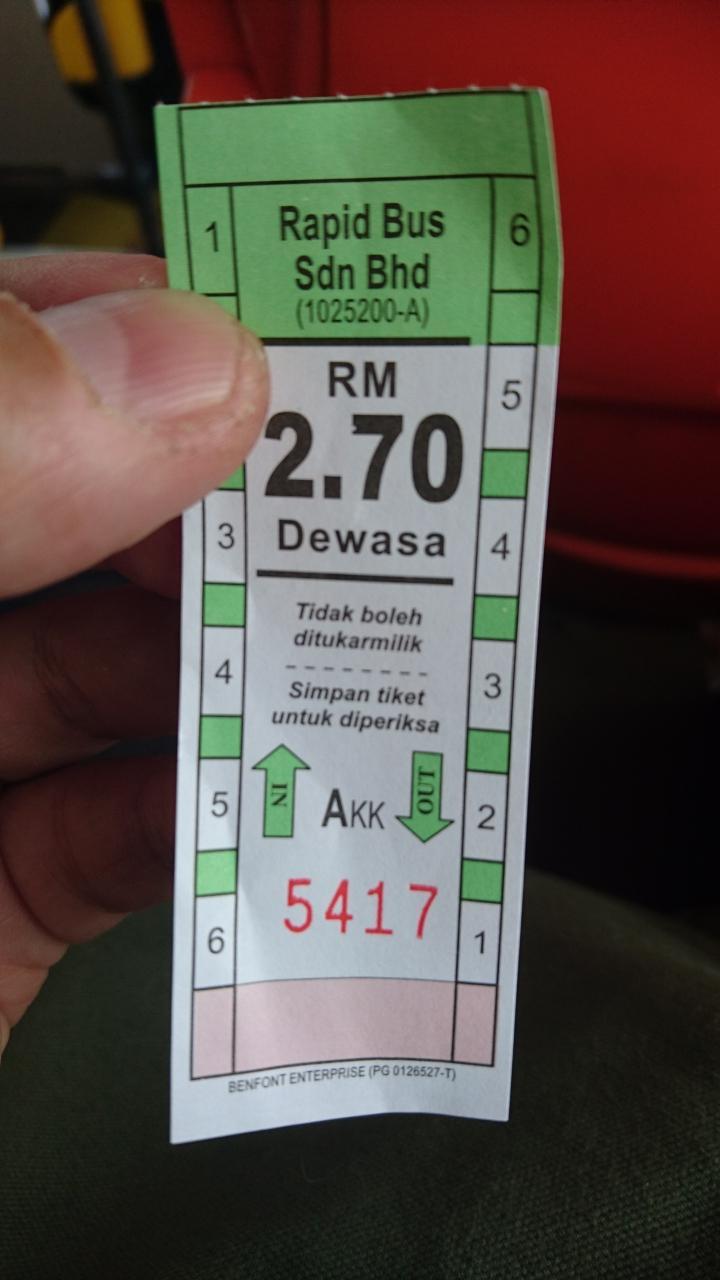 1
Rapid Bus
6
Sdn Bhd
(1025200-A)
RM
5
2.70
3
Dewasa
4
Tidak boleh
ditukarmilik
4
3
Simpan tiket
untuk diperiksa
IN
OUT
5
AKK
2
5417
6
1
BENFONT ENTERPRISE (PG 0126527-T)